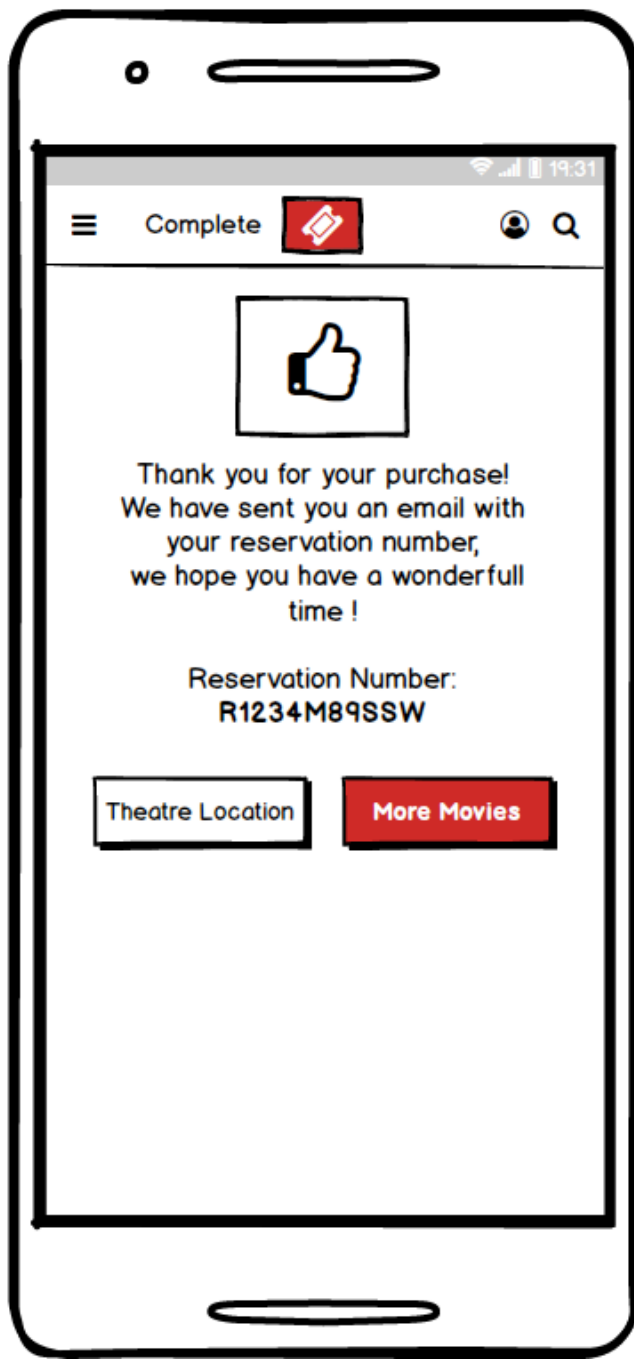 19:31
Complete
Thank you for your purchase!
We have sent you an email with
your reservation number,
we hope you have a wonderfull
time !
Reservation Number:
R1234M89SSW
Theatre Location
More Movies